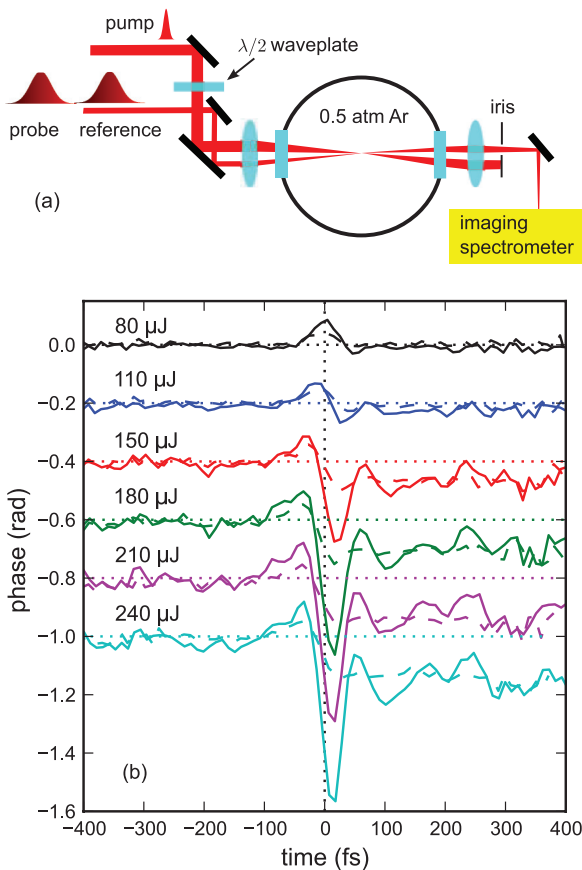 pump
λ/2 waveplate
probe
reference
0.5 atm Ar
iris
(a)
imaging
spectrometer
80 μJ
110 μJ
150 μJ
180 μJ
210 μJ
240 μJ
(b)
phase (rad)
0.0
−0.2
−0.4
−0.6
−0.8
−1.0
−1.2
−1.4
−1.6
−400 −300 −200 −100 0 100 200 300 400
time (fs)